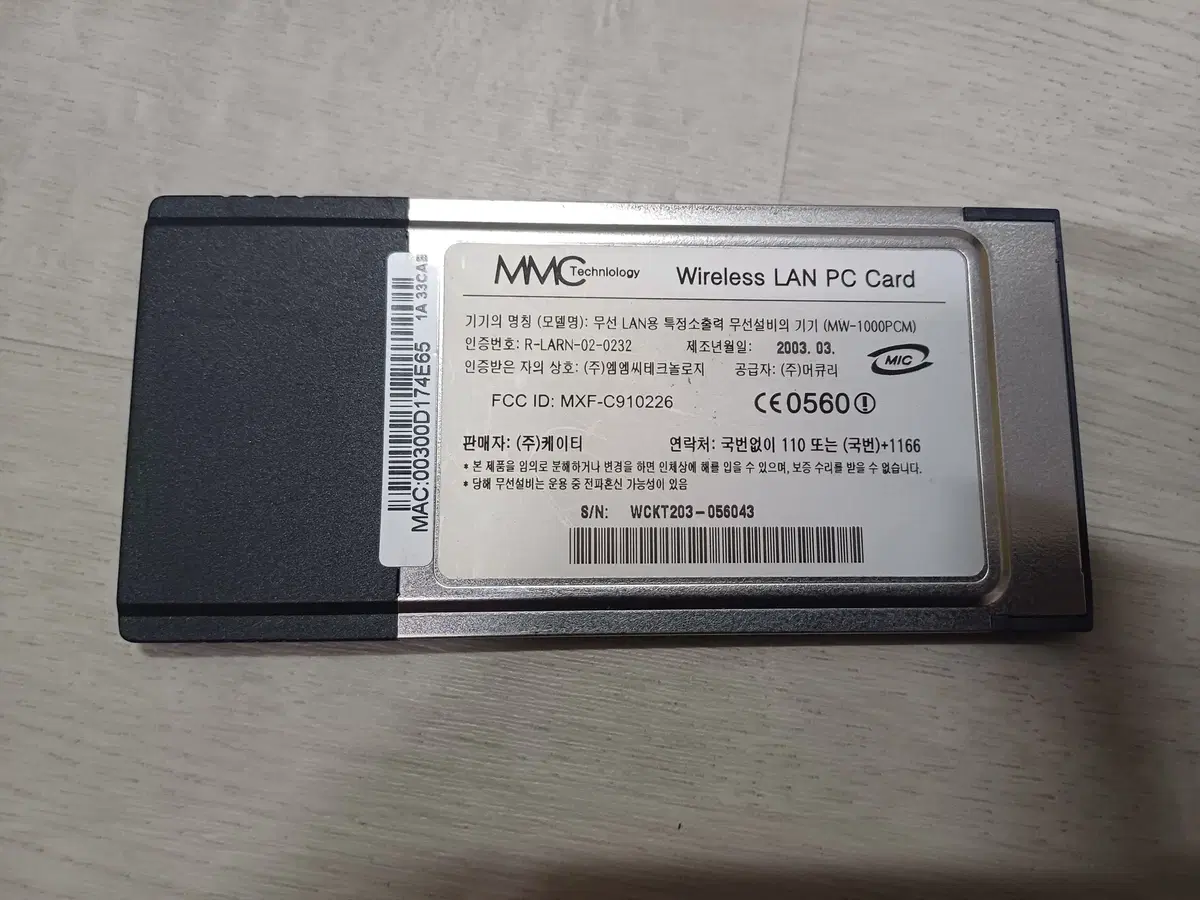 MMC Techniology Wireless LAN PC Card
기기의 명칭 (모델명): 무선 LAN용 특정소출력 무선설비의 기기 (MW-1000PCM)
인증번호: R-LARN-02-0232 제조년월일: 2003. 03.
인증받은 자의 상호: (주)엠엠씨테크놀로지 공급자: (주)머큐리
MIC
FCC ID: MXF-C910226 CE0560
판매자: (주)케이티 연락처: 국번없이 110 또는 (국번)+1166
* 본 제품을 임의로 분해하거나 변경을 하면 인체상에 해를 입을 수 있으며, 보증 수리를 받을 수 없습니다.
* 당해 무선설비는 운용 중 전파혼신 가능성이 있음
S/N: WCKT203-056043
MAC:00300D174E65
1A 33CAB